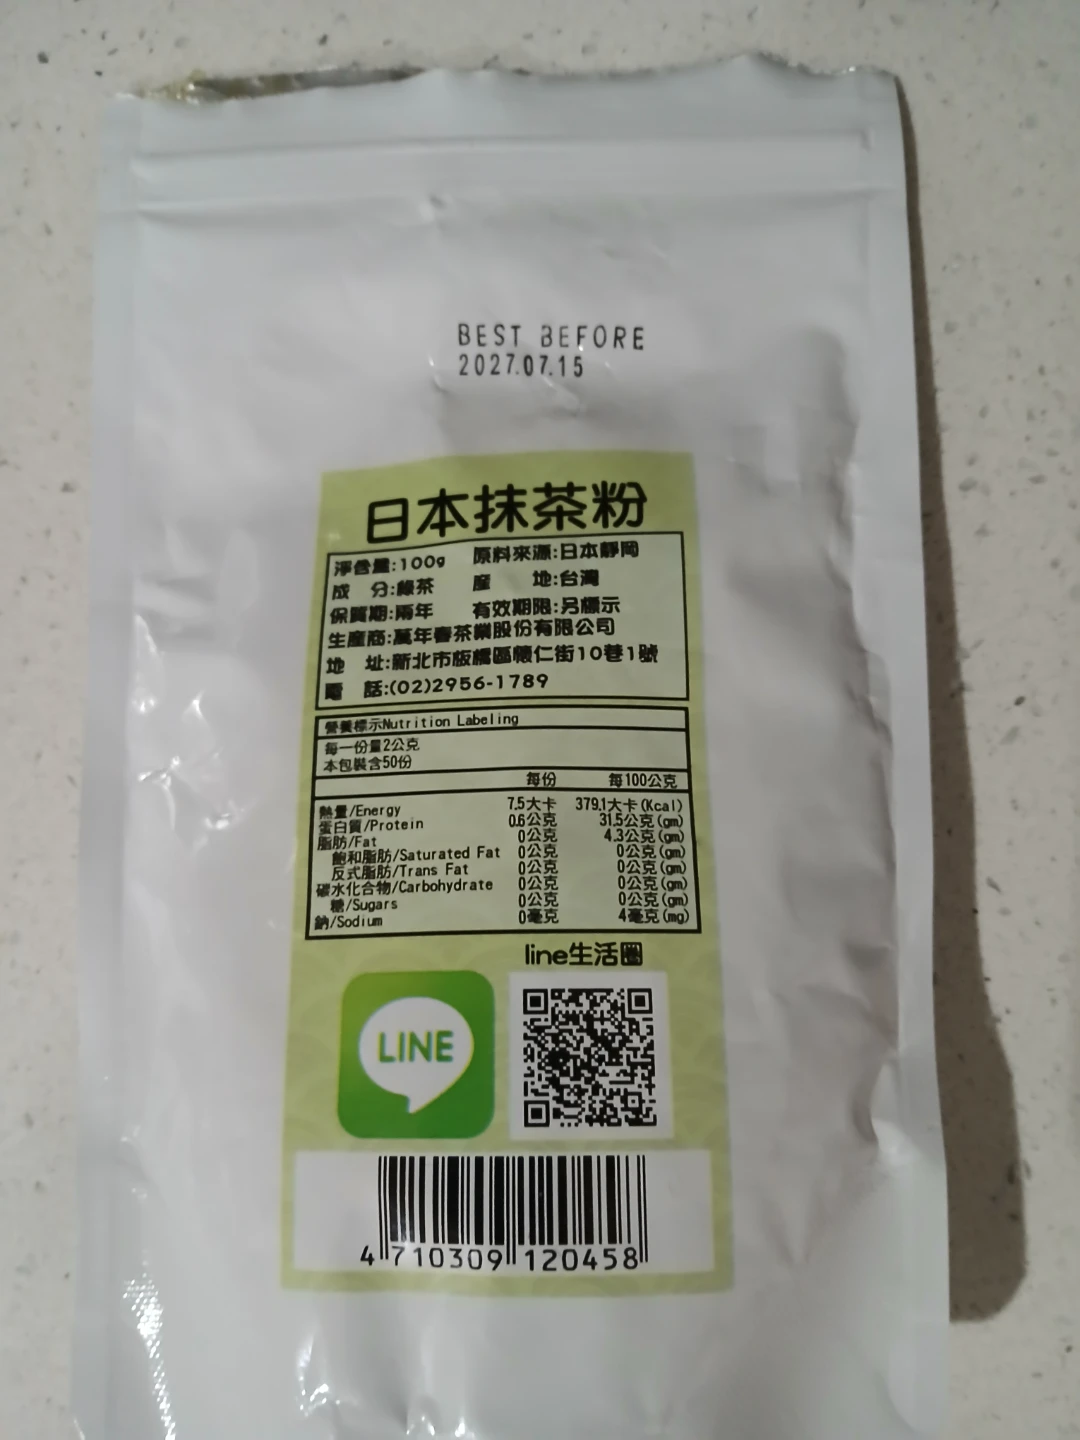 BEST BEFORE
2027.07.15
日本抹茶粉
淨含量:100g 原料來源:日本靜岡
成 分:綠茶 產 地:台灣
保質期:兩年 有效期限:另標示
生產商:萬年春茶業股份有限公司
地 址:新北市板橋區懷仁街10巷1號
電 話:(02)2956-1789
營養標示Nutrition Labeling
每一份量2公克
本包裝含50份
每份 每100公克
熱量/Energy 7.5大卡 379.1大卡(Kcal)
蛋白質/Protein 0.6公克 31.5公克(gm)
脂肪/Fat 0公克 4.3公克(gm)
飽和脂肪/Saturated Fat 0公克 0公克(gm)
反式脂肪/Trans Fat 0公克 0公克(gm)
碳水化合物/Carbohydrate 0公克 0公克(gm)
糖/Sugars 0公克 0公克(gm)
鈉/Sodium 0毫克 4毫克(mg)
line生活圈
LINE
4 710309 120458